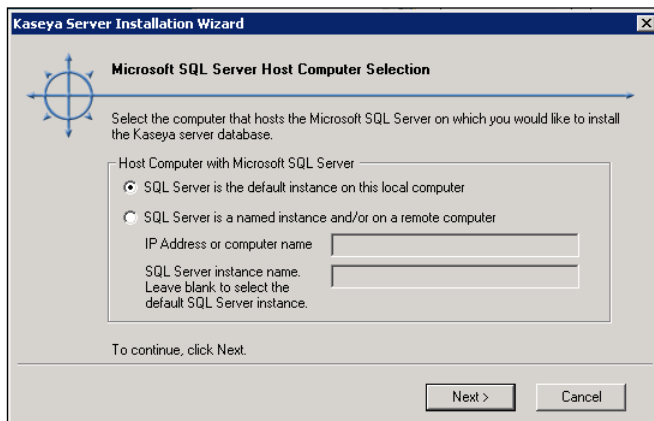 Kaseya Server Installation Wizard
Microsoft SQL Server Host Computer Selection
Select the computer that hosts the Microsoft SQL Server on which you would like to install
the Kaseya server database.
Host Computer with Microsoft SQL Server
SQL Server is the default instance on this local computer
SQL Server is a named instance and/or on a remote computer
IP Address or computer name
SQL Server instance name.
Leave blank to select the
default SQL Server instance.
To continue, click Next.
Next >
Cancel